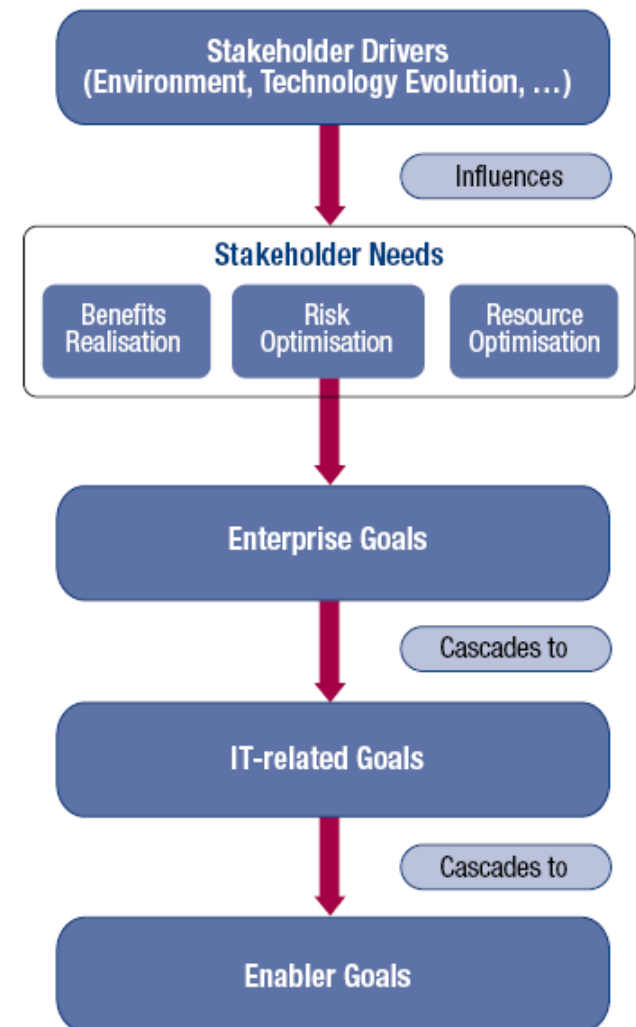 Stakeholder Drivers
(Environment, Technology Evolution, …)
Influences
Stakeholder Needs
Benefits
Realisation
Risk
Optimisation
Resource
Optimisation
Enterprise Goals
Cascades to
IT-related Goals
Cascades to
Enabler Goals